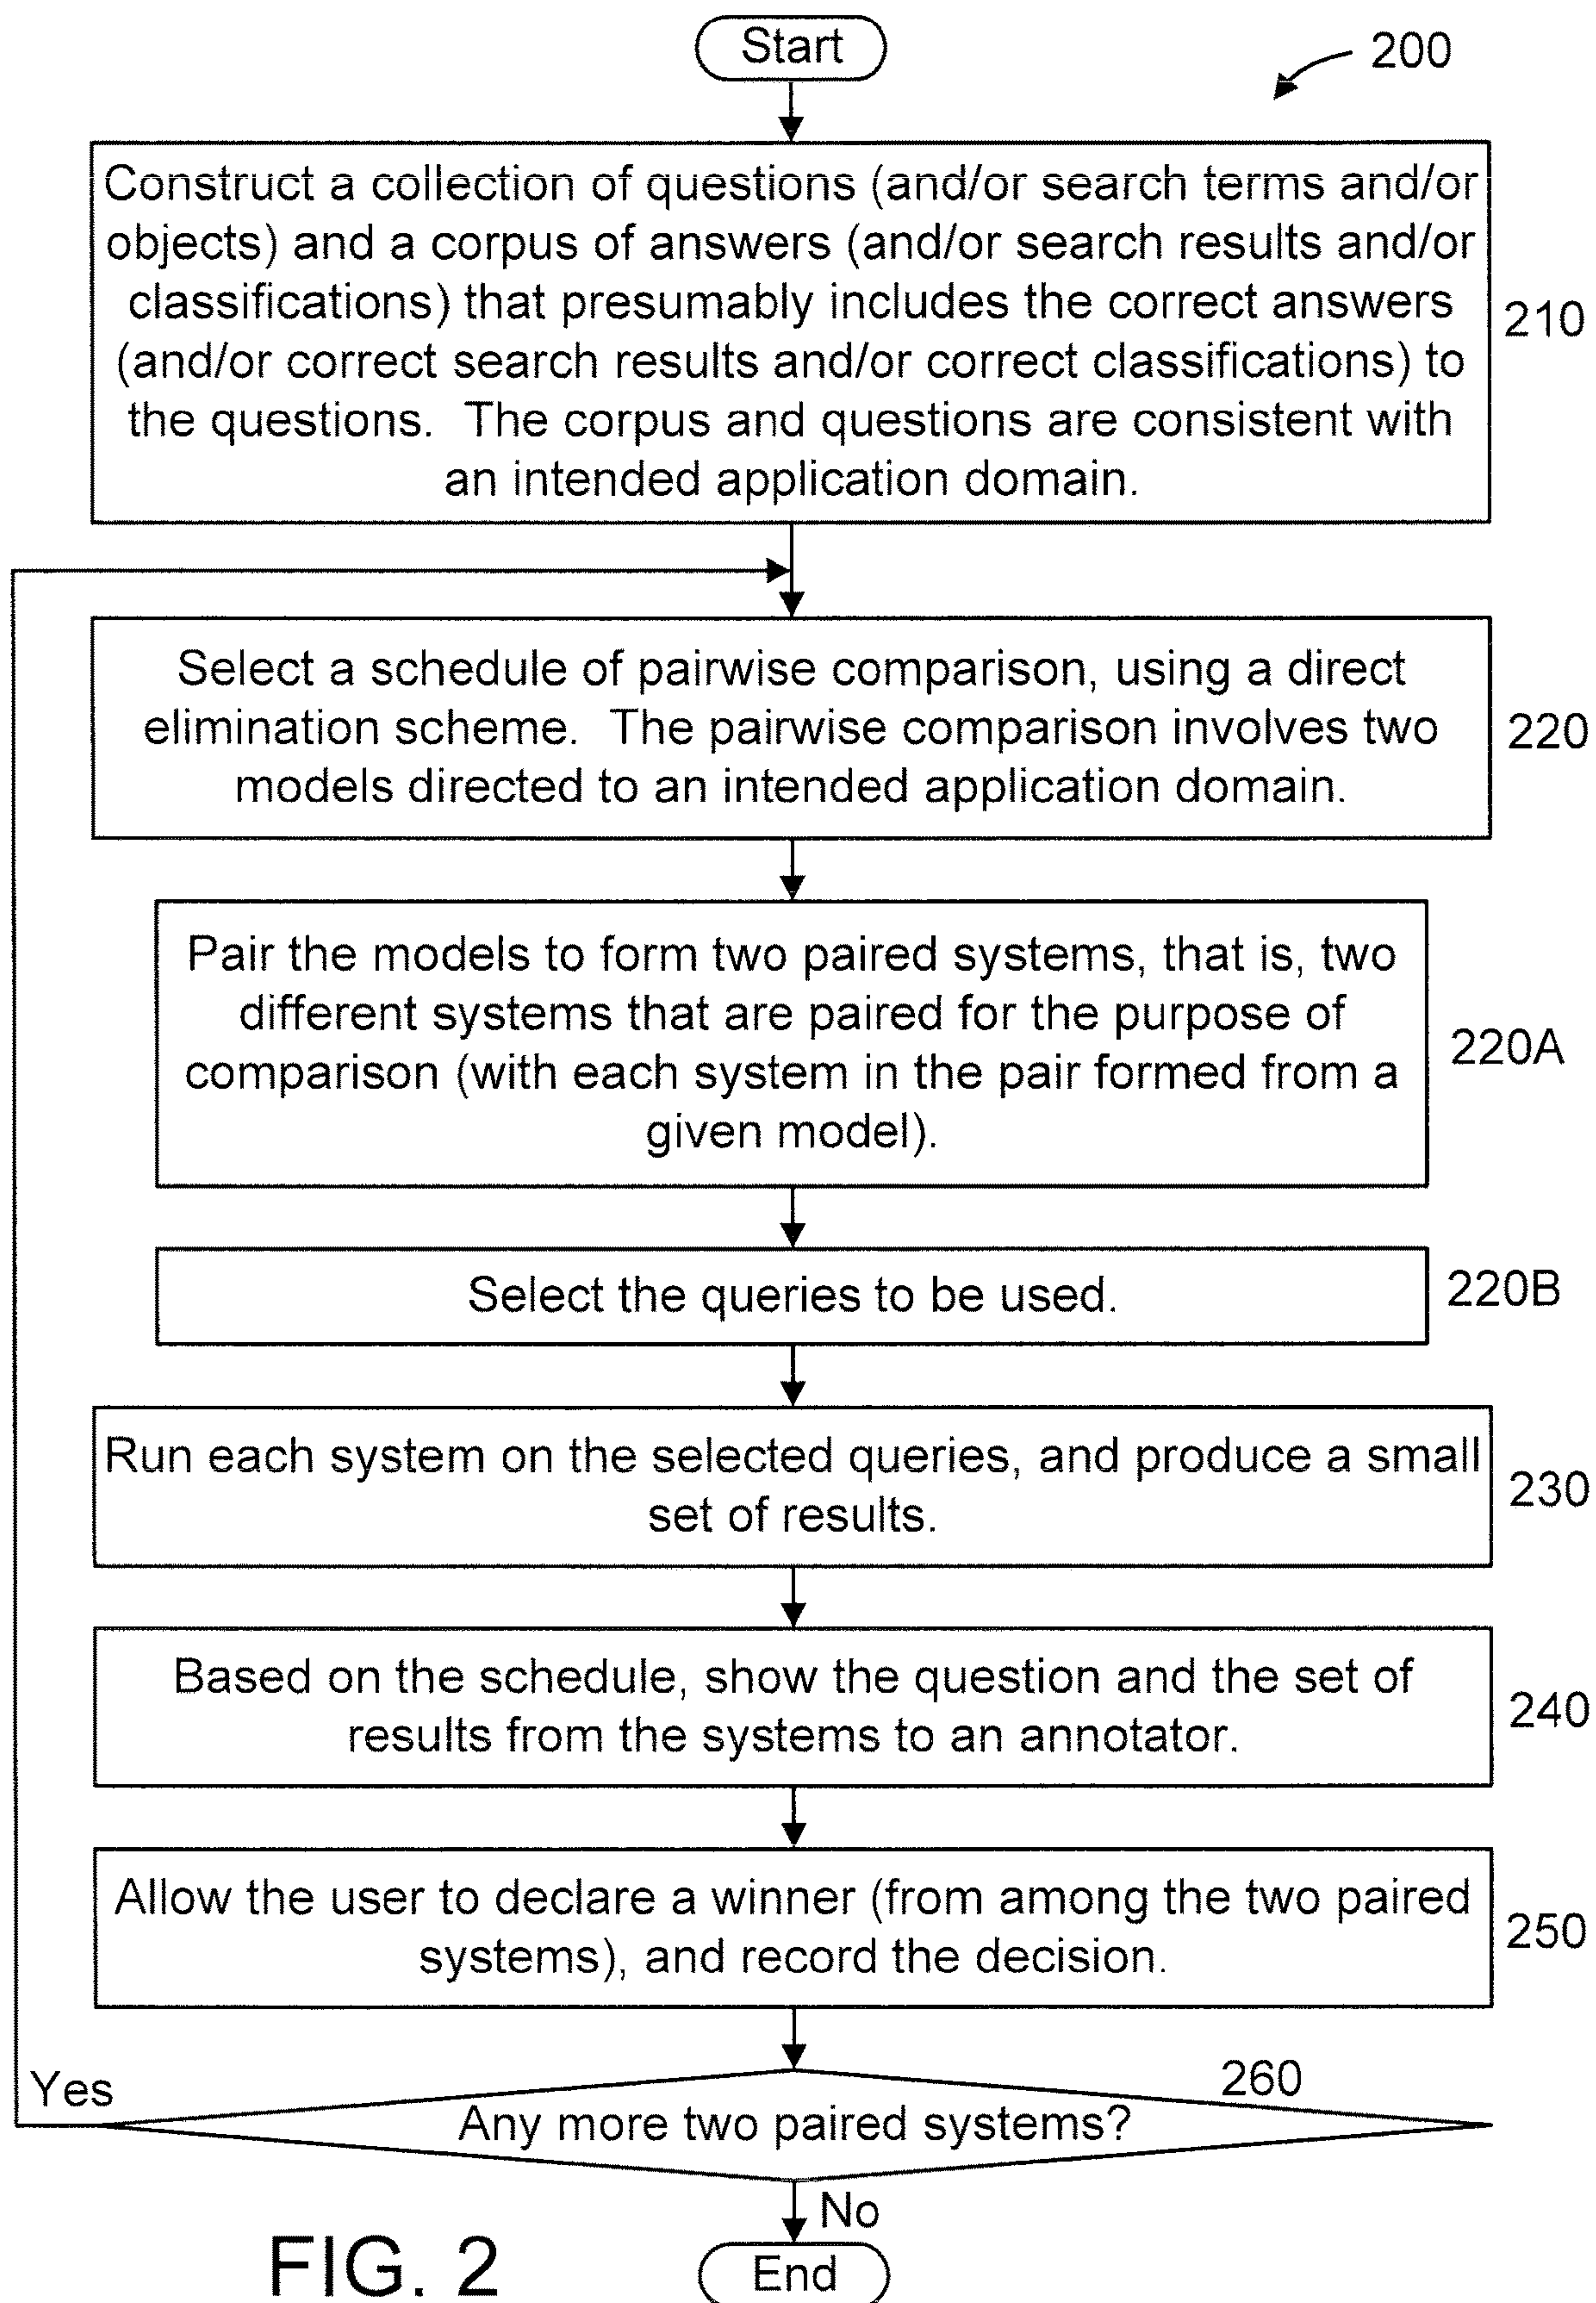 Start
200
Construct a collection of questions (and/or search terms and/or
objects) and a corpus of answers (and/or search results and/or
classifications) that presumably includes the correct answers
(and/or correct search results and/or correct classifications) to
the questions. The corpus and questions are consistent with
an intended application domain.
210
Select a schedule of pairwise comparison, using a direct
elimination scheme. The pairwise comparison involves two
models directed to an intended application domain.
220
Pair the models to form two paired systems, that is, two
different systems that are paired for the purpose of
comparison (with each system in the pair formed from a
given model).
220A
Select the queries to be used.
220B
Run each system on the selected queries, and produce a small
set of results.
230
Based on the schedule, show the question and the set of
results from the systems to an annotator.
240
Allow the user to declare a winner (from among the two paired
systems), and record the decision.
250
Yes
260
Any more two paired systems?
No
FIG. 2
End